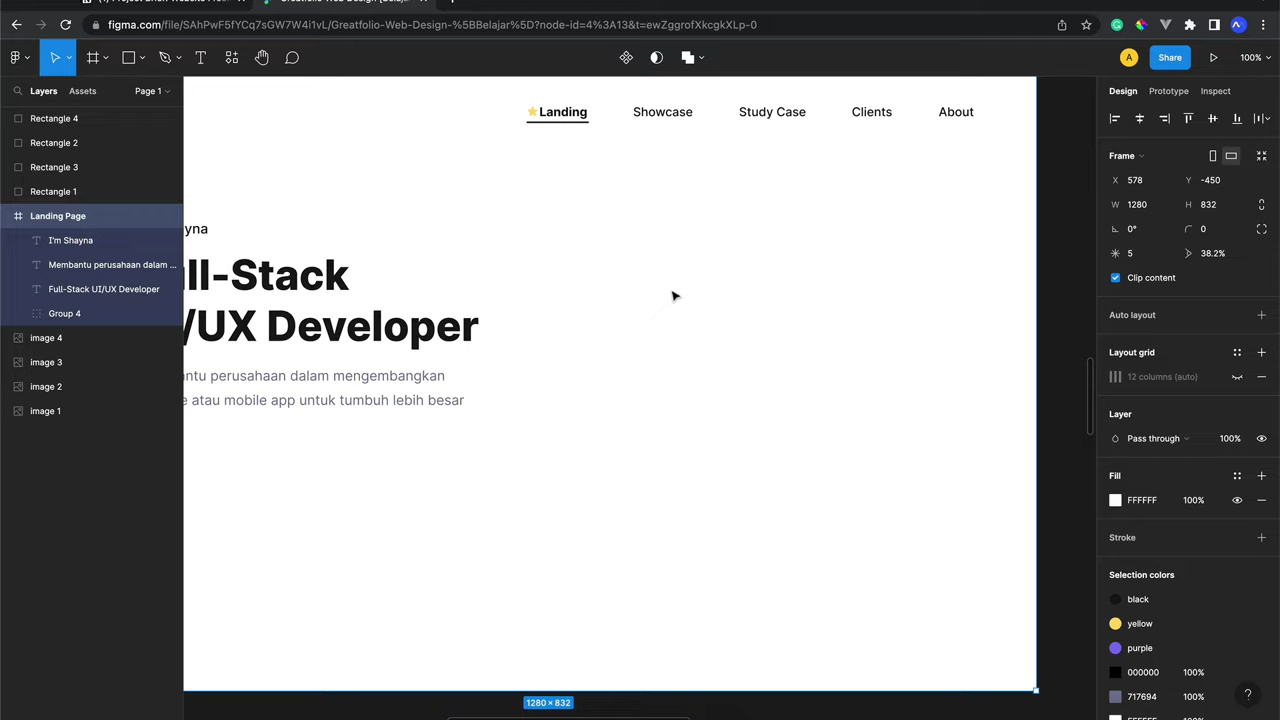 figma.com/file/SAhPwF5fYCq7sGW7W4i1vL/Greatfolio-Web-Design-%5BBelajar%5D?node-id=4%3A13&t=ewZggrofXkcgkXLp-0
A
Share
100%
Layers
Assets
Page 1
Rectangle 4
Rectangle 2
Rectangle 3
Rectangle 1
Landing Page
I'm Shayna
Membantu perusahaan dalam ...
Full-Stack UI/UX Developer
Group 4
image 4
image 3
image 2
image 1
Landing
Showcase
Study Case
Clients
About
yna
ll-Stack
/UX Developer
antu perusahaan dalam mengembangkan
e atau mobile app untuk tumbuh lebih besar
1280 × 832
Design
Prototype
Inspect
Frame
X 578
Y -450
W 1280
H 832
0°
0
5
38.2%
Clip content
Auto layout
Layout grid
12 columns (auto)
Layer
Pass through
100%
Fill
FFFFFF 100%
Stroke
Selection colors
black
yellow
purple
000000 100%
717694 100%
?